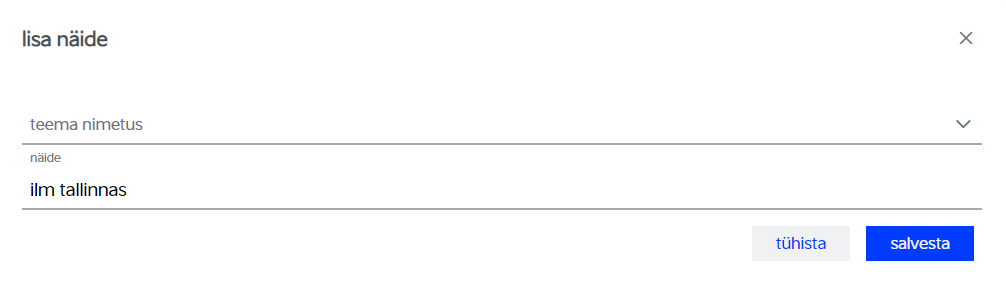 lisa näide
teema nimetus
näide
ilm tallinnas
tühista
salvesta